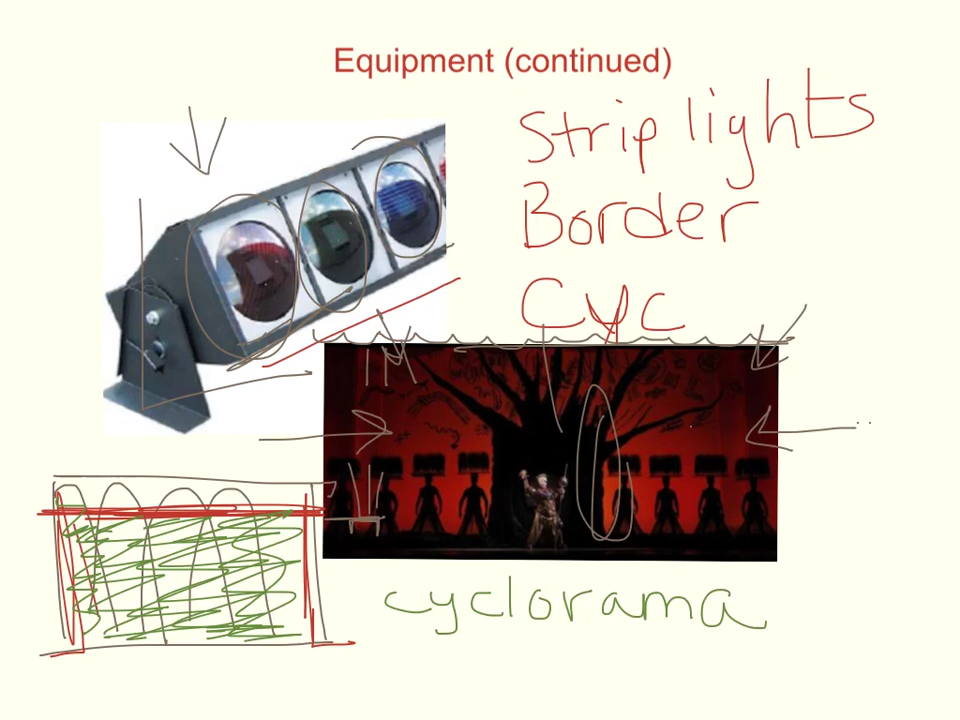 Equipment (continued)
Strip lights
Border
Cyc
cyclorama